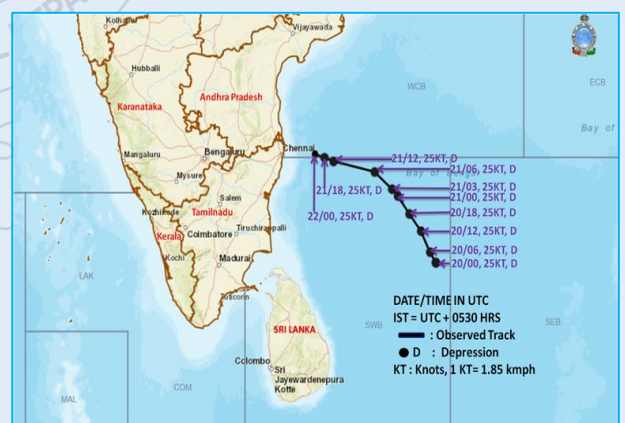 Kolhapur
Vijayawada
Hubballi
Karanataka
Andhra Pradesh
WCB
ECB
Bay of
Chennai
Mangaluru
Bengaluru
Mysure
21/12, 25KT, D
21/06, 25KT, D
21/18, 25KT, D
21/03, 25KT, D
21/00, 25KT, D
22/00, 25KT, D
20/18, 25KT, D
20/12, 25KT, D
20/06, 25KT, D
20/00, 25KT, D
Salem
Kozhikode
Tamilnadu
Coimbatore
Tiruchirappalli
Kerala
Kochi
Madurai
LAK
Tuticorin
SRI LANKA
SWB
SEB
Colombo
Sri
Jayewardenepura
Kotte
COM
MAL
DATE/TIME IN UTC
IST = UTC + 0530 HRS
: Observed Track
D : Depression
KT : Knots, 1 KT= 1.85 kmph